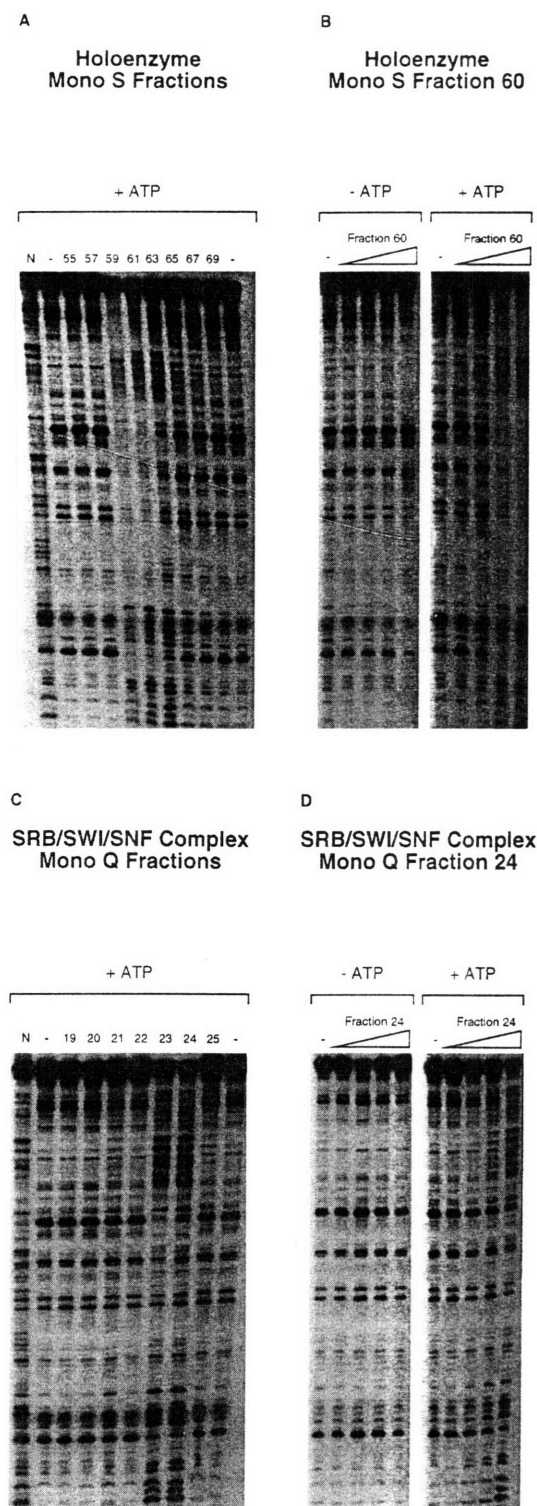 A
Holoenzyme
Mono S Fractions
+ ATP
N - 55 57 59 61 63 65 67 69 -
B
Holoenzyme
Mono S Fraction 60
- ATP
+ ATP
Fraction 60
Fraction 60
-
-
C
SRB/SWI/SNF Complex
Mono Q Fractions
+ ATP
N - 19 20 21 22 23 24 25 -
D
SRB/SWI/SNF Complex
Mono Q Fraction 24
- ATP
+ ATP
Fraction 24
Fraction 24
-
-